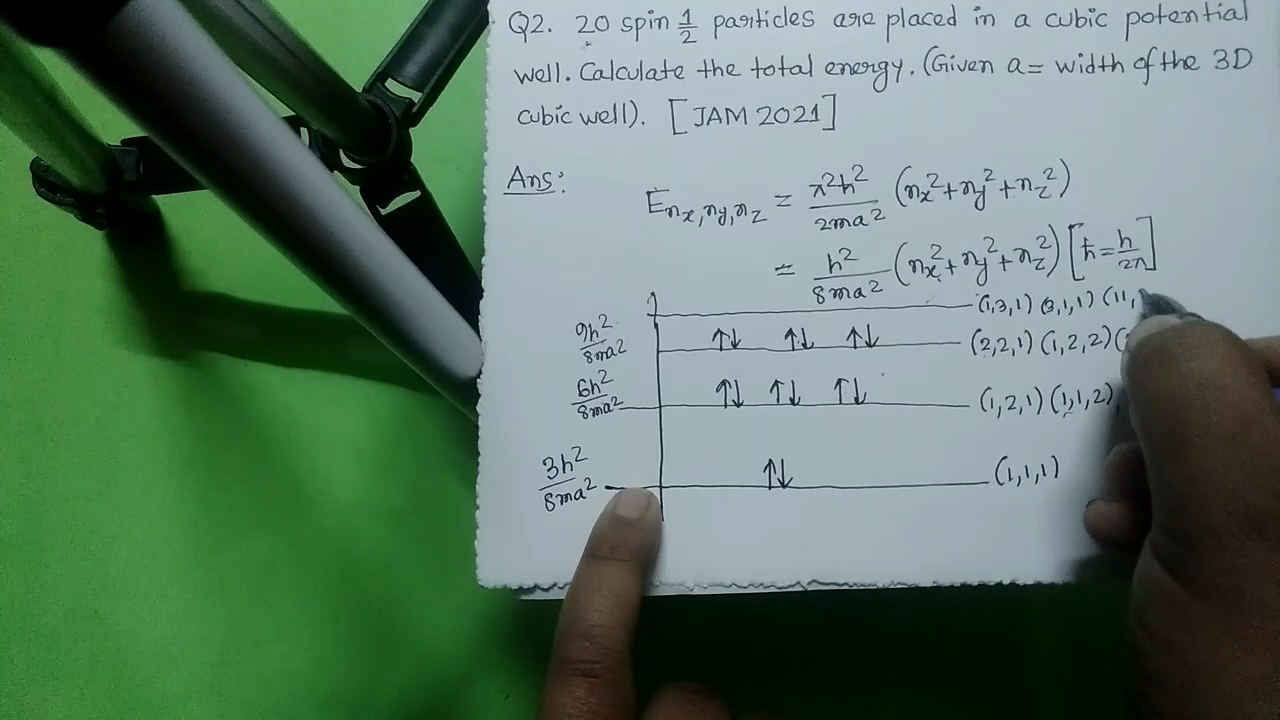 Q2. 20 spin 1/2 particles are placed in a cubic potential
well. Calculate the total energy. (Given a = width of the 3D
cubic well). [JAM 2021]
Ans:
E_{nx,ny,nz} = π²ħ²/2ma² (nx²+ny²+nz²)
= h²/8ma² (nx²+ny²+nz²) [ħ = h/2π]
(1,3,1) (3,1,1) (11,
9h²/8ma² ↑↓ ↑↓ ↑↓ (2,2,1) (1,2,2) (
6h²/8ma² ↑↓ ↑↓ ↑↓ (1,2,1) (1,1,2),
3h²/8ma² ↑↓ (1,1,1)